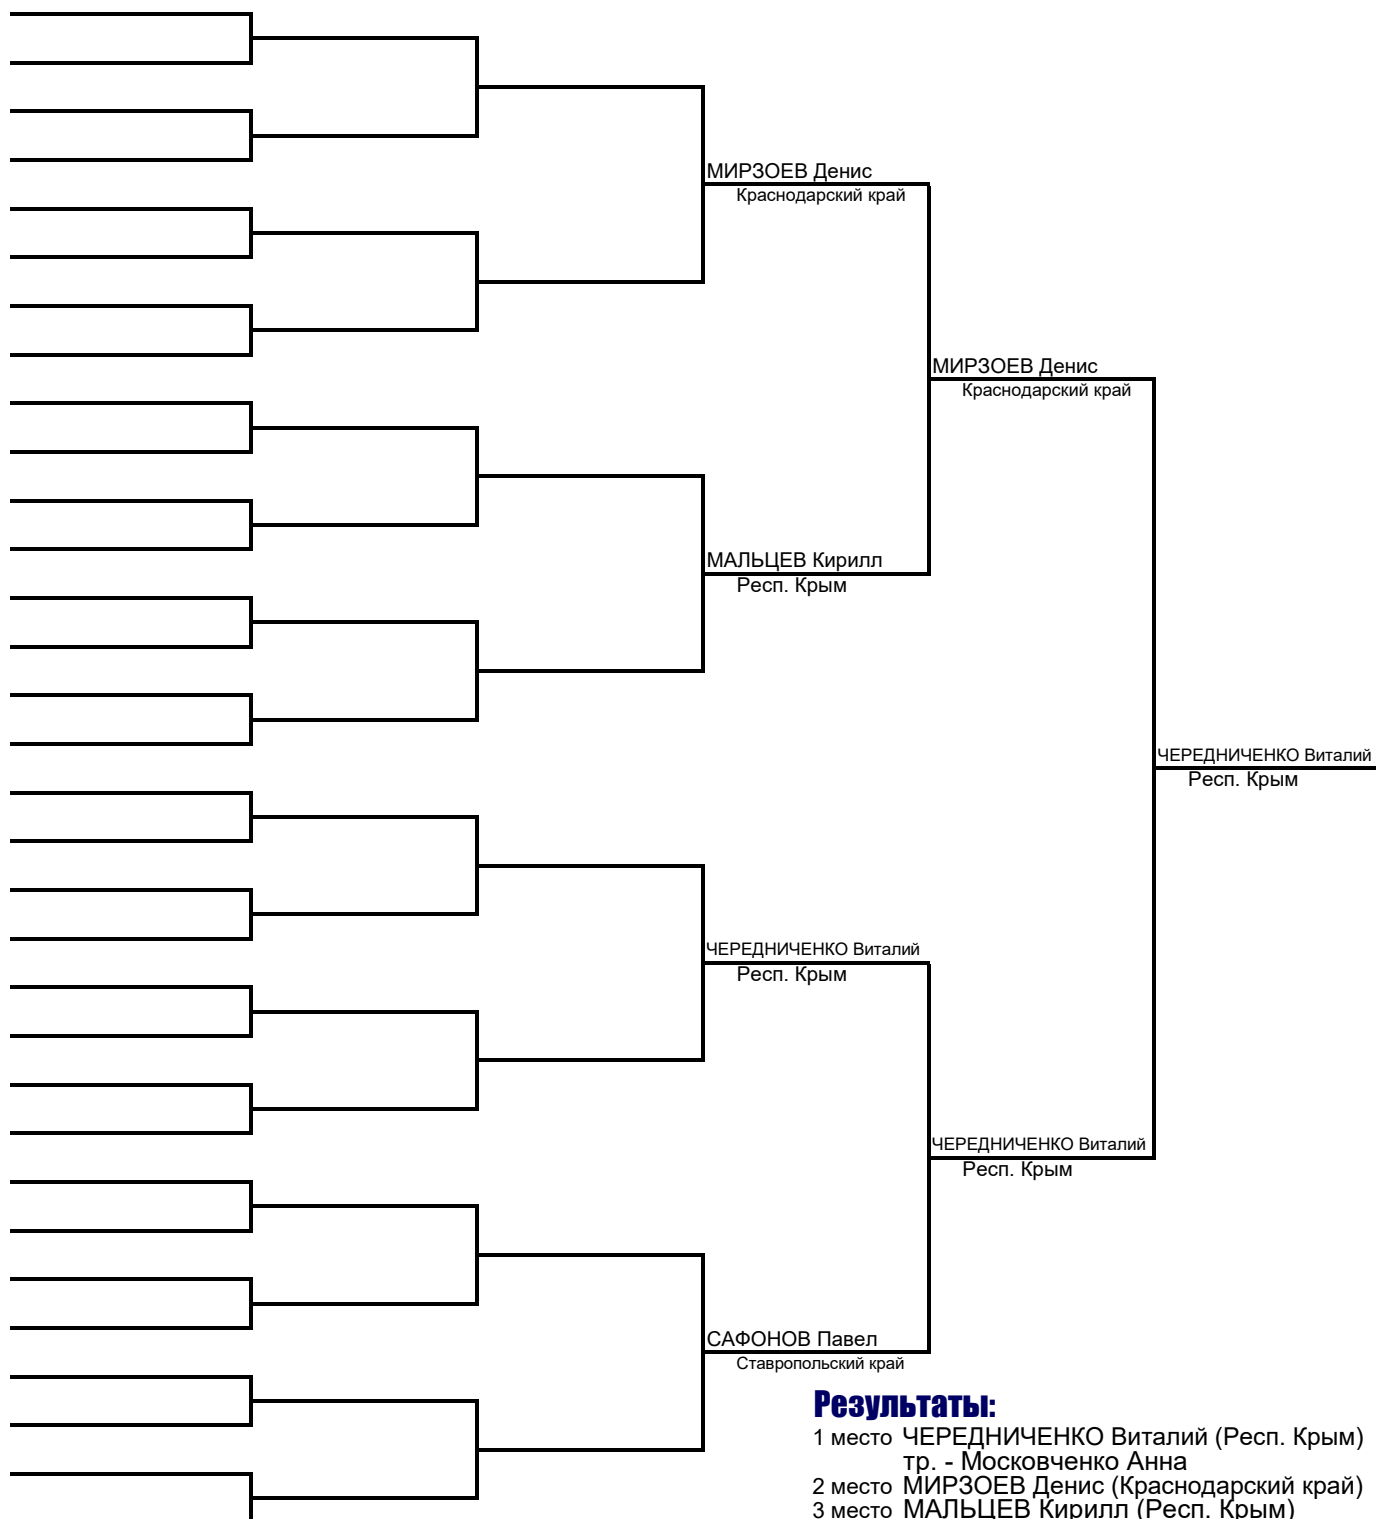 МИРЗОЕВ Денис
Краснодарский край
МИРЗОЕВ Денис
Краснодарский край
МАЛЬЦЕВ Кирилл
Респ. Крым
ЧЕРЕДНИЧЕНКО Виталий
Респ. Крым
ЧЕРЕДНИЧЕНКО Виталий
Респ. Крым
ЧЕРЕДНИЧЕНКО Виталий
Респ. Крым
САФОНОВ Павел
Ставропольский край
Результаты:
1 место ЧЕРЕДНИЧЕНКО Виталий (Респ. Крым)
тр. - Московченко Анна
2 место МИРЗОЕВ Денис (Краснодарский край)
3 место МАЛЬЦЕВ Кирилл (Респ. Крым)